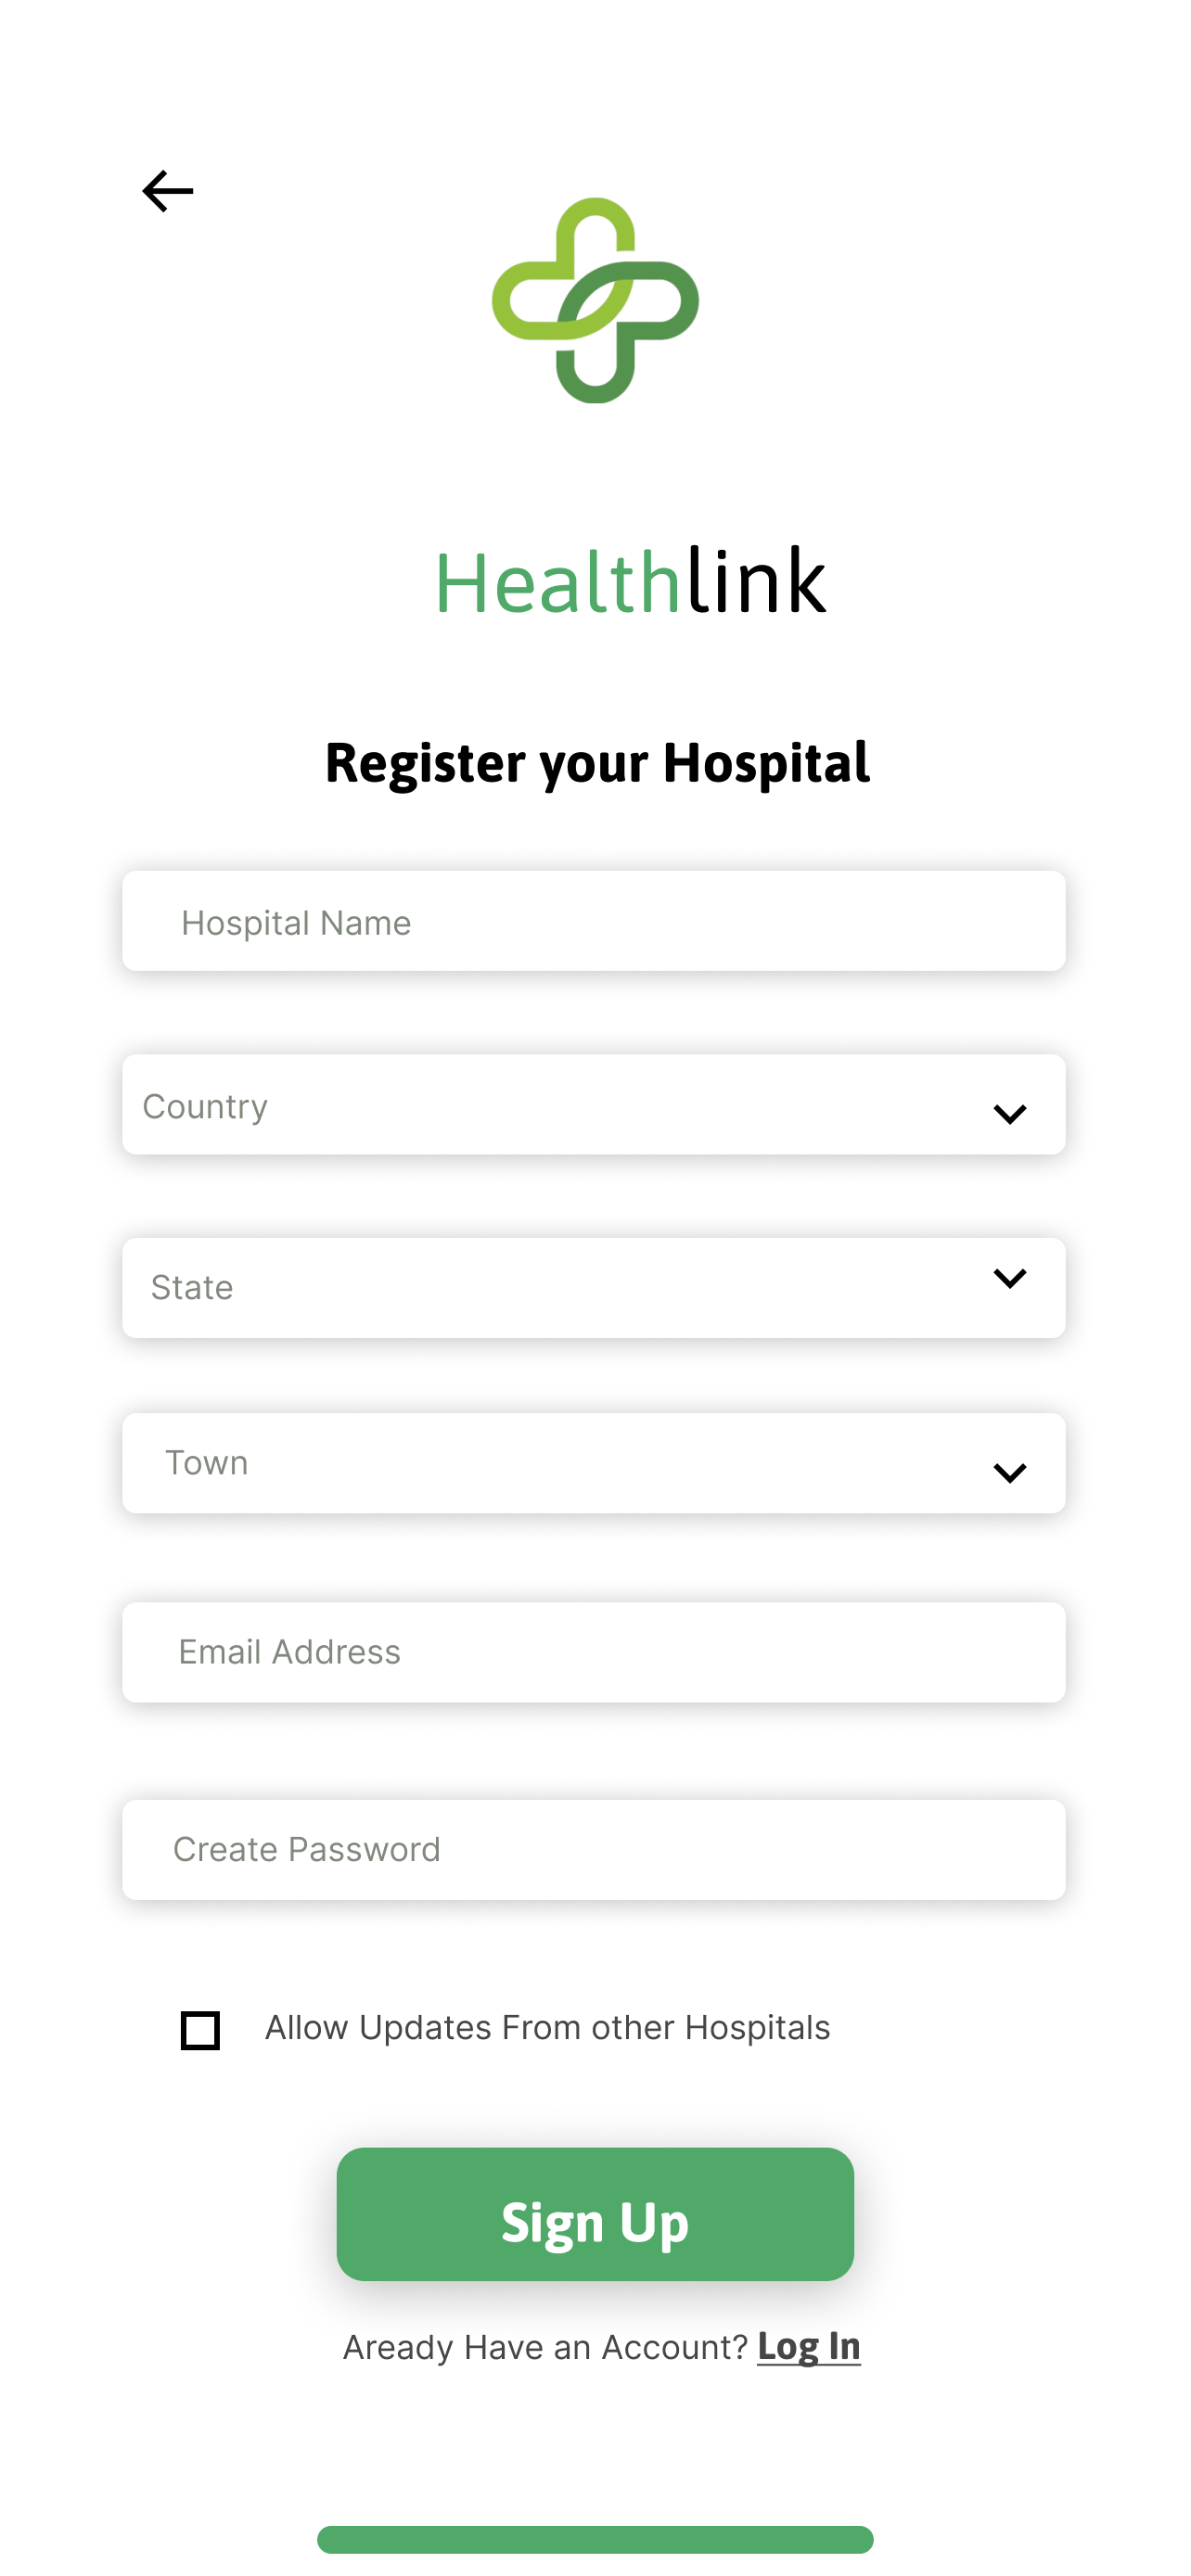 Healthlink
Register your Hospital
Hospital Name
Country
State
Town
Email Address
Create Password
Allow Updates From other Hospitals
Sign Up
Aready Have an Account? Log In